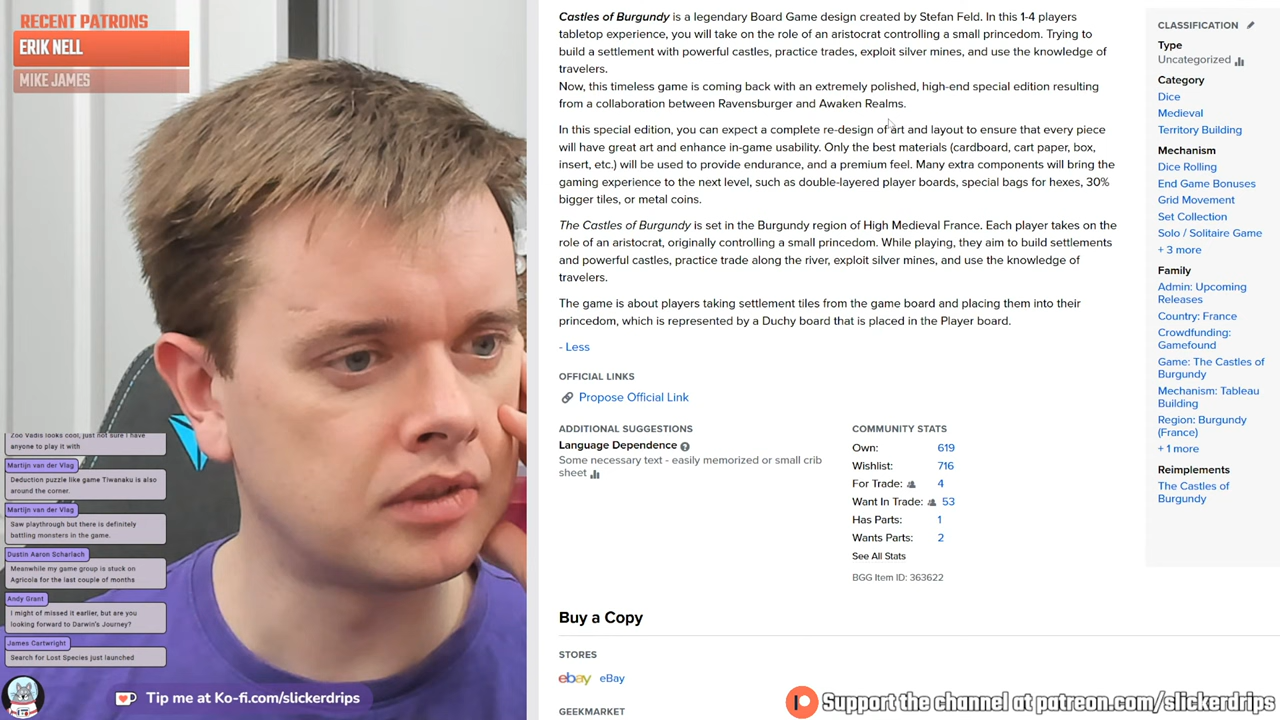 RECENT PATRONS
ERIK NELL
MIKE JAMES
Zoo Vadis looks cool, just not sure i have
anyone to play it with
Martijn van der Vlag
Deduction puzzle like game Tiwanaku is also
around the corner.
Martijn van der Vlag
Saw playthrough but there is definitely
battling monsters in the game.
Dustin Aaron Scharlach
Meanwhile my game group is stuck on
Agricola for the last couple of months
Andy Grant
I might of missed it earlier, but are you
looking forward to Darwin's Journey?
James Cartwright
Search for Lost Species just launched
Tip me at Ko-fi.com/slickerdrips
Castles of Burgundy is a legendary Board Game design created by Stefan Feld. In this 1-4 players
tabletop experience, you will take on the role of an aristocrat controlling a small princedom. Trying to
build a settlement with powerful castles, practice trades, exploit silver mines, and use the knowledge of
travelers.
Now, this timeless game is coming back with an extremely polished, high-end special edition resulting
from a collaboration between Ravensburger and Awaken Realms.
In this special edition, you can expect a complete re-design of art and layout to ensure that every piece
will have great art and enhance in-game usability. Only the best materials (cardboard, cart paper, box,
insert, etc.) will be used to provide endurance, and a premium feel. Many extra components will bring the
gaming experience to the next level, such as double-layered player boards, special bags for hexes, 30%
bigger tiles, or metal coins.
The Castles of Burgundy is set in the Burgundy region of High Medieval France. Each player takes on the
role of an aristocrat, originally controlling a small princedom. While playing, they aim to build settlements
and powerful castles, practice trade along the river, exploit silver mines, and use the knowledge of
travelers.
The game is about players taking settlement tiles from the game board and placing them into their
princedom, which is represented by a Duchy board that is placed in the Player board.
- Less
OFFICIAL LINKS
Propose Official Link
ADDITIONAL SUGGESTIONS
Language Dependence
Some necessary text - easily memorized or small crib
sheet
COMMUNITY STATS
Own: 619
Wishlist: 716
For Trade: 4
Want In Trade: 53
Has Parts: 1
Wants Parts: 2
See All Stats
BGG Item ID: 363622
Buy a Copy
STORES
ebay eBay
GEEKMARKET
CLASSIFICATION
Type
Uncategorized
Category
Dice
Medieval
Territory Building
Mechanism
Dice Rolling
End Game Bonuses
Grid Movement
Set Collection
Solo / Solitaire Game
+ 3 more
Family
Admin: Upcoming
Releases
Country: France
Crowdfunding:
Gamefound
Game: The Castles of
Burgundy
Mechanism: Tableau
Building
Region: Burgundy
(France)
+ 1 more
Reimplements
The Castles of
Burgundy
Support the channel at patreon.com/slickerdrips